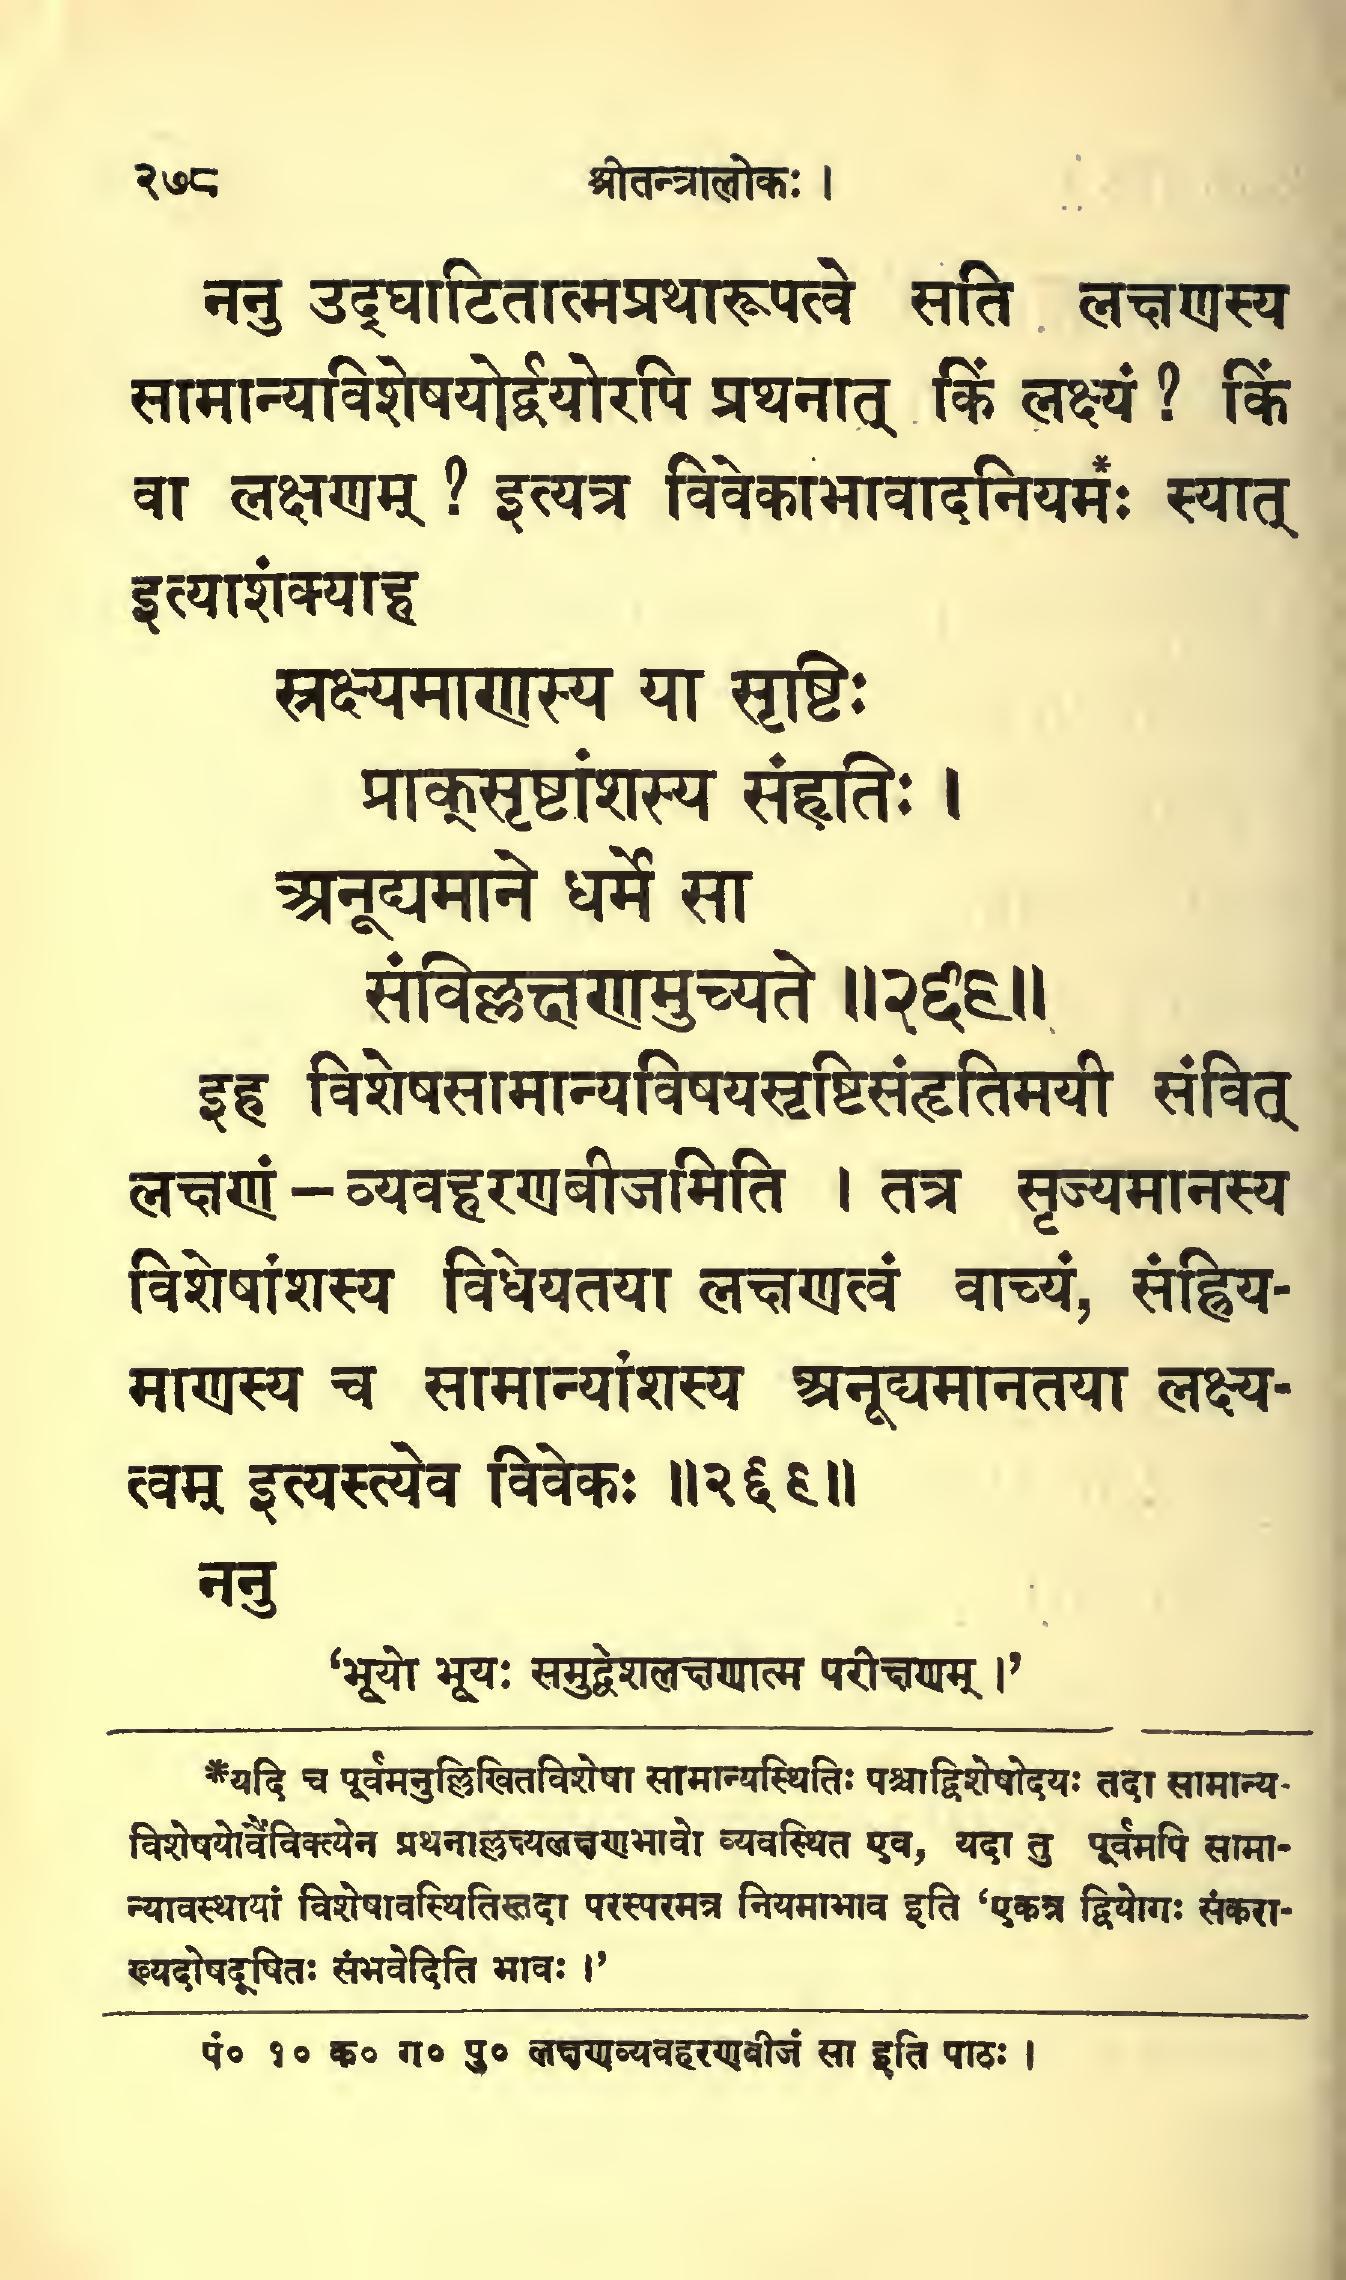 २७८ श्रीतन्त्रालोकः ।
ननु उद्घाटितात्मप्रथारूपत्वे सति लक्षणस्य
सामान्यविशेषयोर्द्वयोरपि प्रथनात् किं लक्ष्यं ? किं
वा लक्षणम् ? इत्यत्र विवेकाभावादनियमः* स्यात्
इत्याशंक्याह
स्रक्ष्यमाणस्य या सृष्टिः
प्राक्सृष्टांशस्य संहृतिः ।
अनूद्यमाने धर्मे सा
संविल्लक्षणमुच्यते ॥२६९॥
इह विशेषसामान्यविषयसृष्टिसंहृतिमयी संवित्
लक्षणं – व्यवहरणबीजमिति । तत्र सृज्यमानस्य
विशेषांशस्य विधेयतया लक्षणत्वं वाच्यं, संह्रिय-
माणस्य च सामान्यांशस्य अनूद्यमानतया लक्ष्य-
त्वम् इत्यस्त्येव विवेकः ॥२६९॥
ननु
‘भूयो भूयः समुद्देशलक्षणात्म परीक्षणम् ।’
*यदि च पूर्वमनुल्लिखितविशेषा सामान्यस्थितिः पश्चाद्विशेषोदयः तदा सामान्य-
विशेषयोर्वैविक्त्येन प्रथनाल्लक्ष्यलक्षणभावो व्यवस्थित एव, यदा तु पूर्वमपि सामा-
न्यावस्थायां विशेषावस्थितिस्तदा परस्परमत्र नियमाभाव इति ‘एकत्र द्वियोगः संकरा-
ख्यदोषदूषितः संभवेदिति भावः ।’
पं० १० क० ग० पु० लक्षणव्यवहरणबीजं सा इति पाठः ।